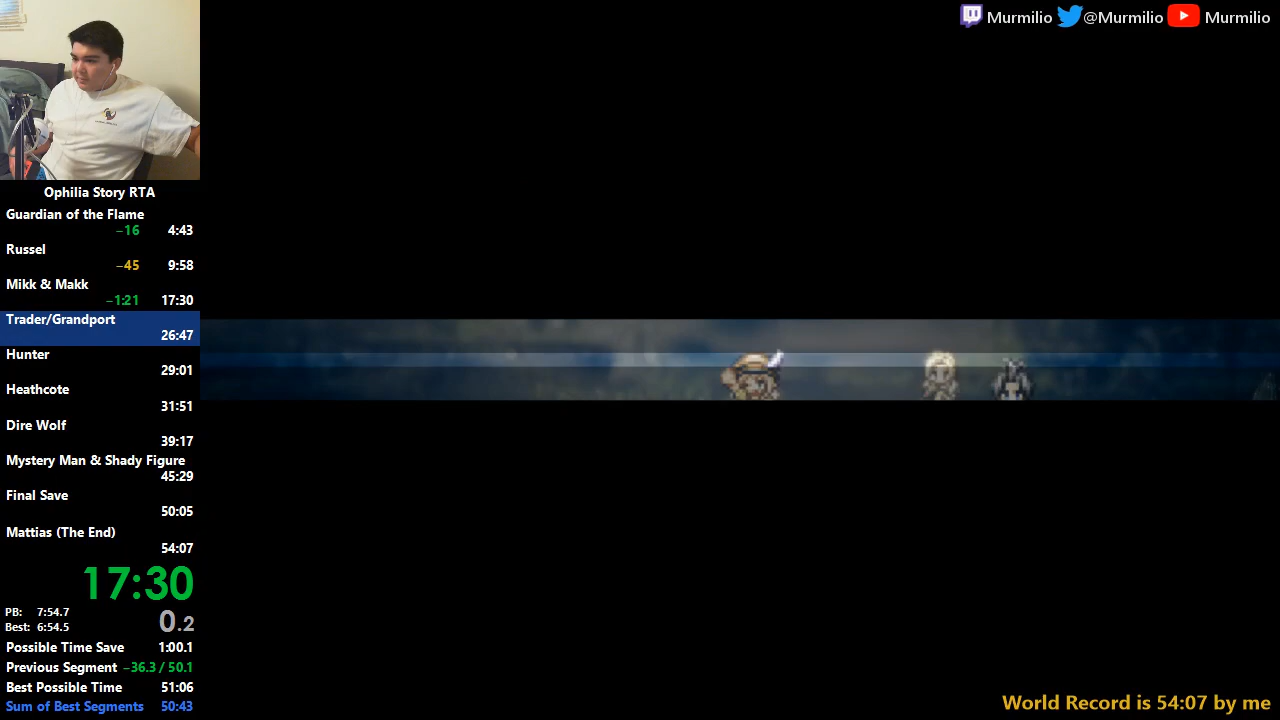 Murmilio @Murmilio Murmilio
Ophilia Story RTA
Guardian of the Flame
−16 4:43
Russel
−45 9:58
Mikk & Makk
−1:21 17:30
Trader/Grandport
26:47
Hunter
29:01
Heathcote
31:51
Dire Wolf
39:17
Mystery Man & Shady Figure
45:29
Final Save
50:05
Mattias (The End)
54:07
17:30
PB: 7:54.7
Best: 6:54.5
0.2
Possible Time Save 1:00.1
Previous Segment −36.3 / 50.1
Best Possible Time 51:06
Sum of Best Segments 50:43
World Record is 54:07 by me